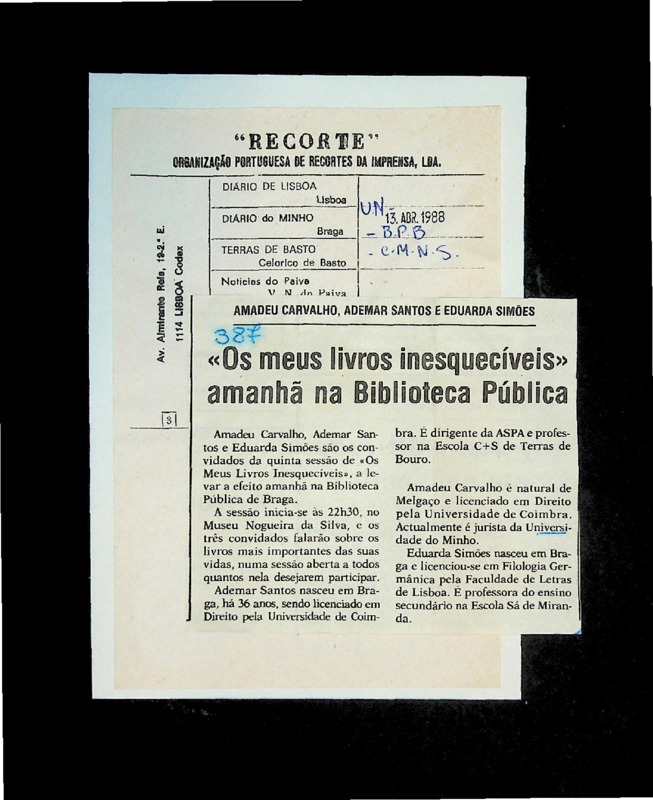 “RECORTE”
ORGANIZAÇÃO PORTUGUESA DE RECORTES DA IMPRENSA, LDA.
Av. Almirante Reis, 19-2.º E.
1114 LISBOA Codex
DIÁRIO DE LISBOA
Lisboa
DIÁRIO do MINHO
Braga
TERRAS DE BASTO
Celorico de Basto
Notícias do Paiva
V. N. do Paiva
U.N.-
13. ABR. 1988
- B.P.B
- C.M.N.S.
3
AMADEU CARVALHO, ADEMAR SANTOS E EDUARDA SIMÕES
387
«Os meus livros inesquecíveis»
amanhã na Biblioteca Pública
Amadeu Carvalho, Ademar San-
tos e Eduarda Simões são os con-
vidados da quinta sessão de «Os
Meus Livros Inesquecíveis», a le-
var a efeito amanhã na Biblioteca
Pública de Braga.
A sessão inicia-se às 22h30, no
Museu Nogueira da Silva, e os
três convidados falarão sobre os
livros mais importantes das suas
vidas, numa sessão aberta a todos
quantos nela desejarem participar.
Ademar Santos nasceu em Bra-
ga, há 36 anos, sendo licenciado em
Direito pela Universidade de Coim-
bra. É dirigente da ASPA e profes-
sor na Escola C+S de Terras de
Bouro.
Amadeu Carvalho é natural de
Melgaço e licenciado em Direito
pela Universidade de Coimbra.
Actualmente é jurista da Universi-
dade do Minho.
Eduarda Simões nasceu em Bra-
ga e licenciou-se em Filologia Ger-
mânica pela Faculdade de Letras
de Lisboa. É professora do ensino
secundário na Escola Sá de Miran-
da.